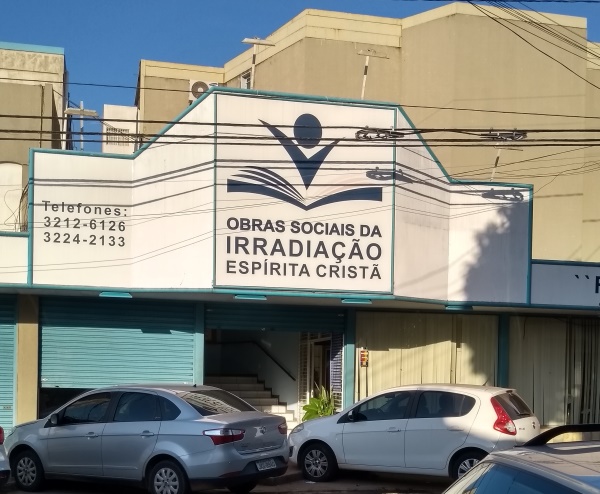 Telefones:
3212-6126
3224-2133
OBRAS SOCIAIS DA
IRRADIAÇÃO
ESPÍRITA CRISTÃ